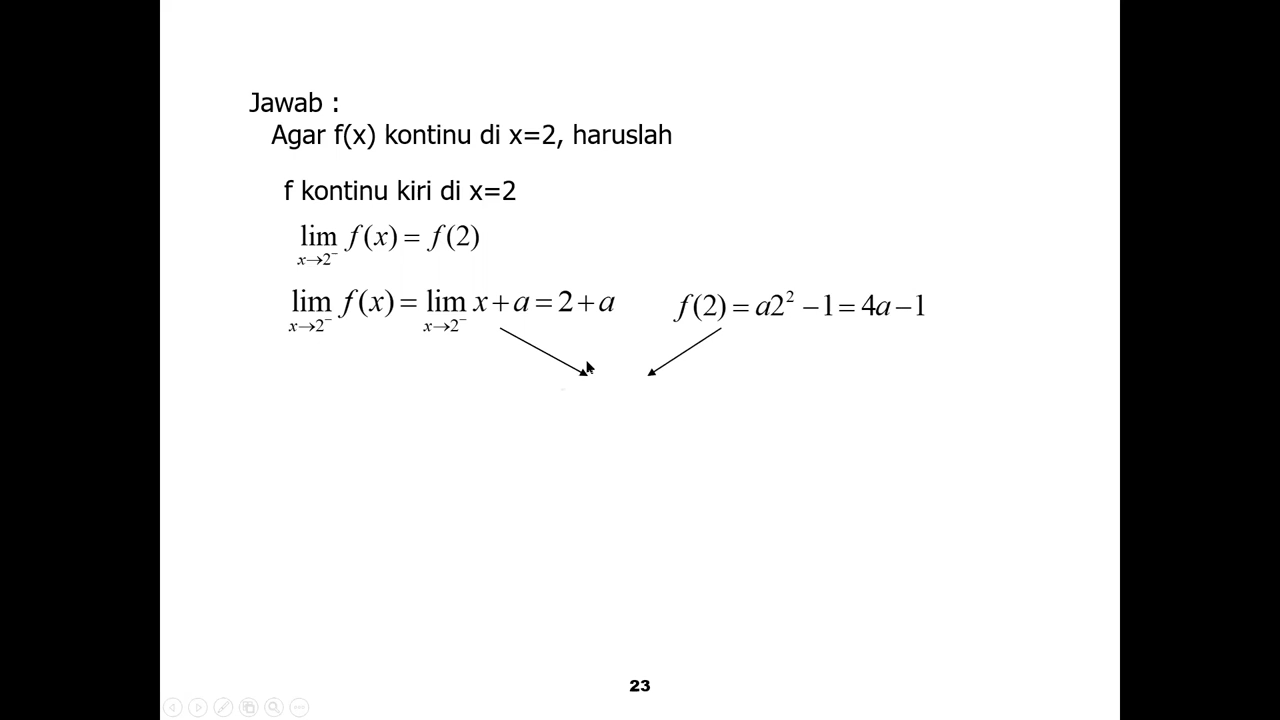 Jawab :
Agar f(x) kontinu di x=2, haruslah
f kontinu kiri di x=2
lim_{x→2⁻} f(x) = f(2)
lim_{x→2⁻} f(x) = lim_{x→2⁻} x + a = 2 + a
f(2) = a2² − 1 = 4a − 1
23